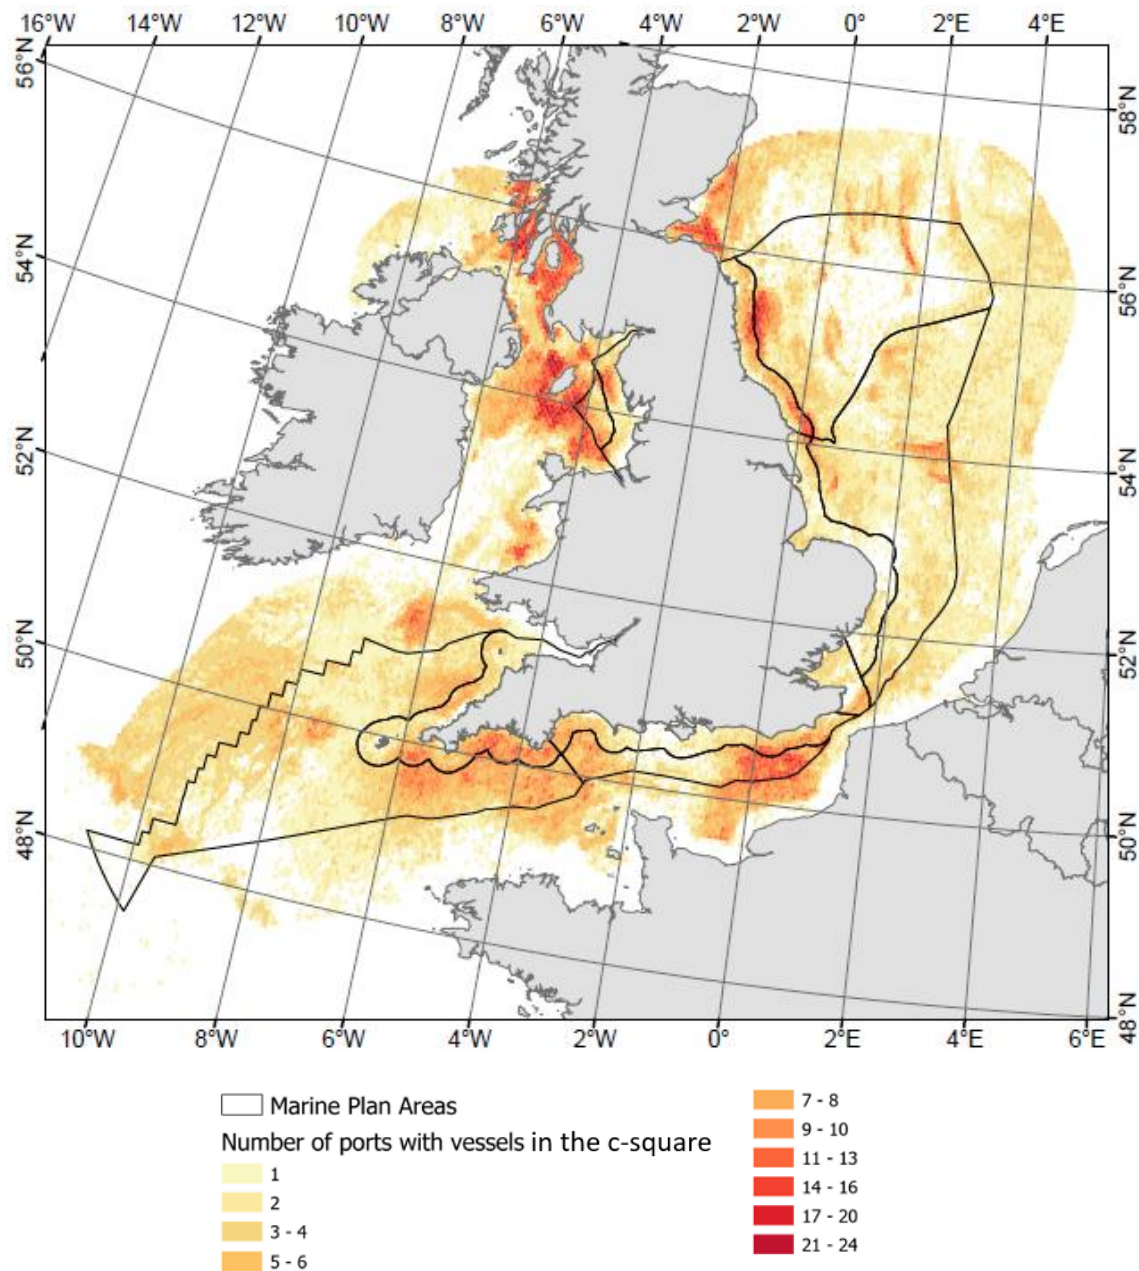 16°W 14°W 12°W 10°W 8°W 6°W 4°W 2°W 0° 2°E 4°E
56°N
58°N
54°N
56°N
52°N
54°N
50°N
52°N
48°N
50°N
48°N
10°W 8°W 6°W 4°W 2°W 0° 2°E 4°E 6°E
Marine Plan Areas
Number of ports with vessels in the c-square
1
2
3 - 4
5 - 6
7 - 8
9 - 10
11 - 13
14 - 16
17 - 20
21 - 24